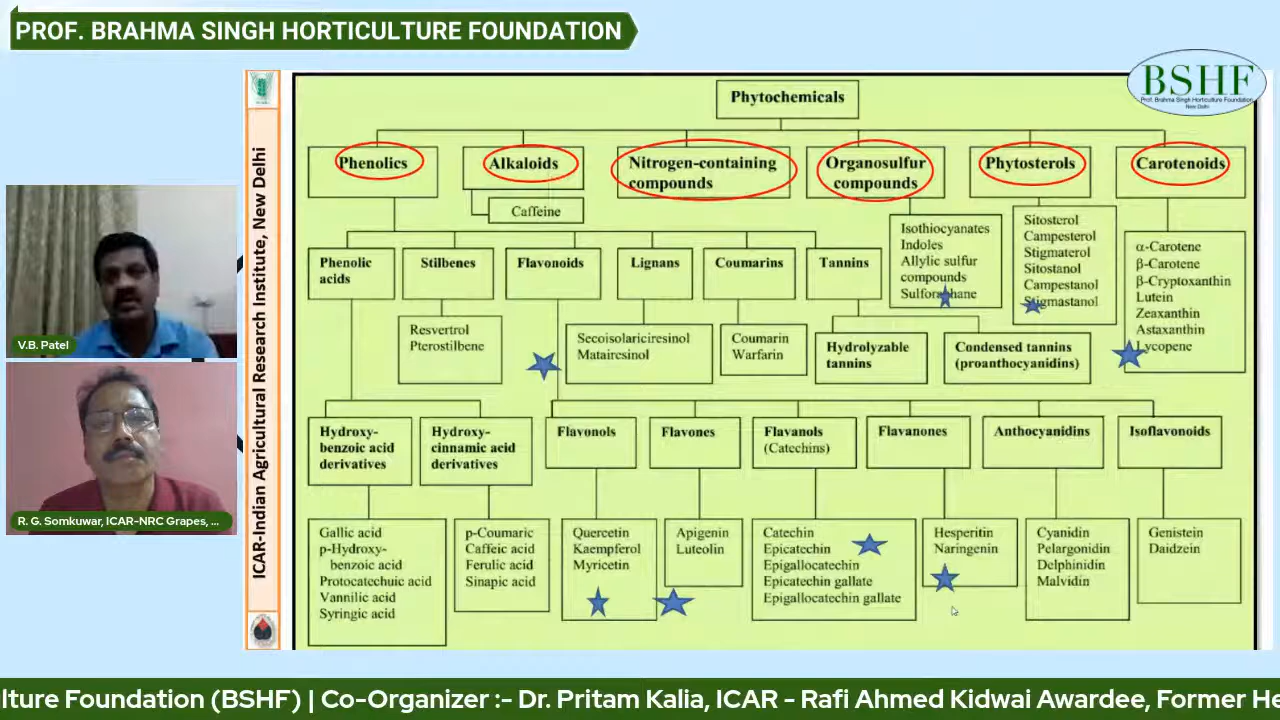 PROF. BRAHMA SINGH HORTICULTURE FOUNDATION
BSHF
Prof. Brahma Singh Horticulture Foundation
New Delhi
ICAR-Indian Agricultural Research Institute, New Delhi
V.B. Patel
R. G. Somkuwar, ICAR-NRC Grapes, ...
Phytochemicals
Phenolics
Alkaloids
Nitrogen-containing
compounds
Organosulfur
compounds
Phytosterols
Carotenoids
Caffeine
Isothiocyanates
Indoles
Allylic sulfur
compounds
Sulforaphane
Sitosterol
Campesterol
Stigmaterol
Sitostanol
Campestanol
Stigmastanol
α-Carotene
β-Carotene
β-Cryptoxanthin
Lutein
Zeaxanthin
Astaxanthin
Lycopene
Phenolic
acids
Stilbenes
Flavonoids
Lignans
Coumarins
Tannins
Resvertrol
Pterostilbene
Secoisolariciresinol
Matairesinol
Coumarin
Warfarin
Hydrolyzable
tannins
Condensed tannins
(proanthocyanidins)
Hydroxy-
benzoic acid
derivatives
Hydroxy-
cinnamic acid
derivatives
Flavonols
Flavones
Flavanols
(Catechins)
Flavanones
Anthocyanidins
Isoflavonoids
Gallic acid
p-Hydroxy-
benzoic acid
Protocatechuic acid
Vannilic acid
Syringic acid
p-Coumaric
Caffeic acid
Ferulic acid
Sinapic acid
Quercetin
Kaempferol
Myricetin
Apigenin
Luteolin
Catechin
Epicatechin
Epigallocatechin
Epicatechin gallate
Epigallocatechin gallate
Hesperitin
Naringenin
Cyanidin
Pelargonidin
Delphinidin
Malvidin
Genistein
Daidzein
lture Foundation (BSHF) | Co-Organizer :- Dr. Pritam Kalia, ICAR - Rafi Ahmed Kidwai Awardee, Former He